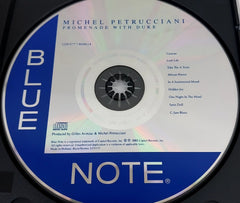 MICHEL PETRUCCIANI
PROMENADE WITH DUKE
Caravan
Lush Life
Take The A Train
African Flower
In A Sentimental Mood
Hidden Joy
One Night In The Hotel
Satin Doll
C Jam Blues
BLUE
NOTE®
Produced by Gilles Avinzac & Michel Petrucciani